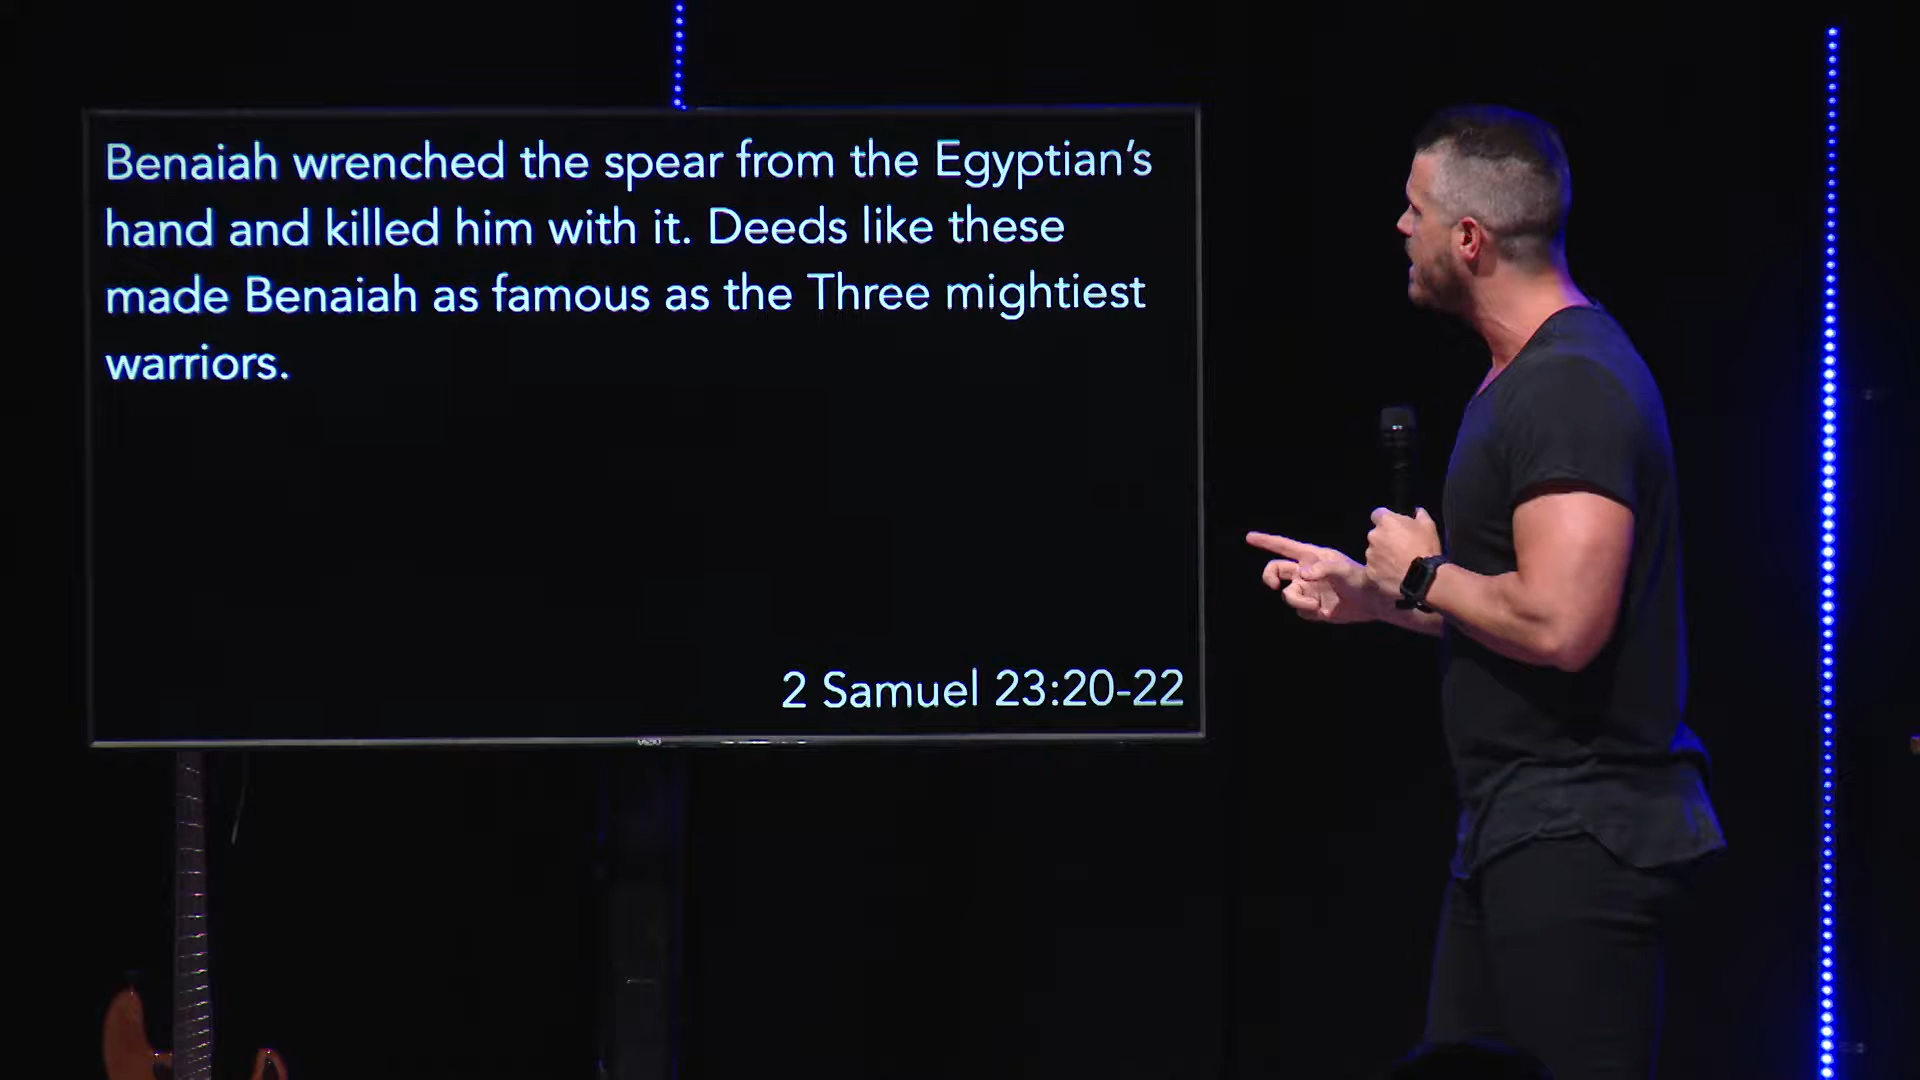 Benaiah wrenched the spear from the Egyptian’s
hand and killed him with it. Deeds like these
made Benaiah as famous as the Three mightiest
warriors.
2 Samuel 23:20-22
VIZIO